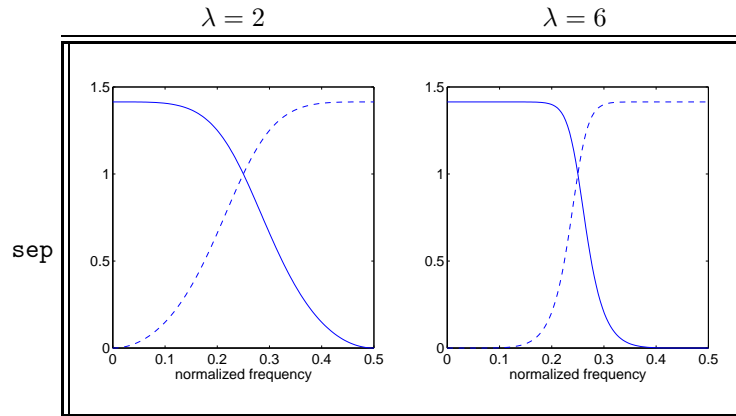 λ = 2 λ = 6
1.5 1.5
1 1
sep
0.5 0.5
0 0
0 0.1 0.2 0.3 0.4 0.5 0 0.1 0.2 0.3 0.4 0.5
normalized frequency normalized frequency